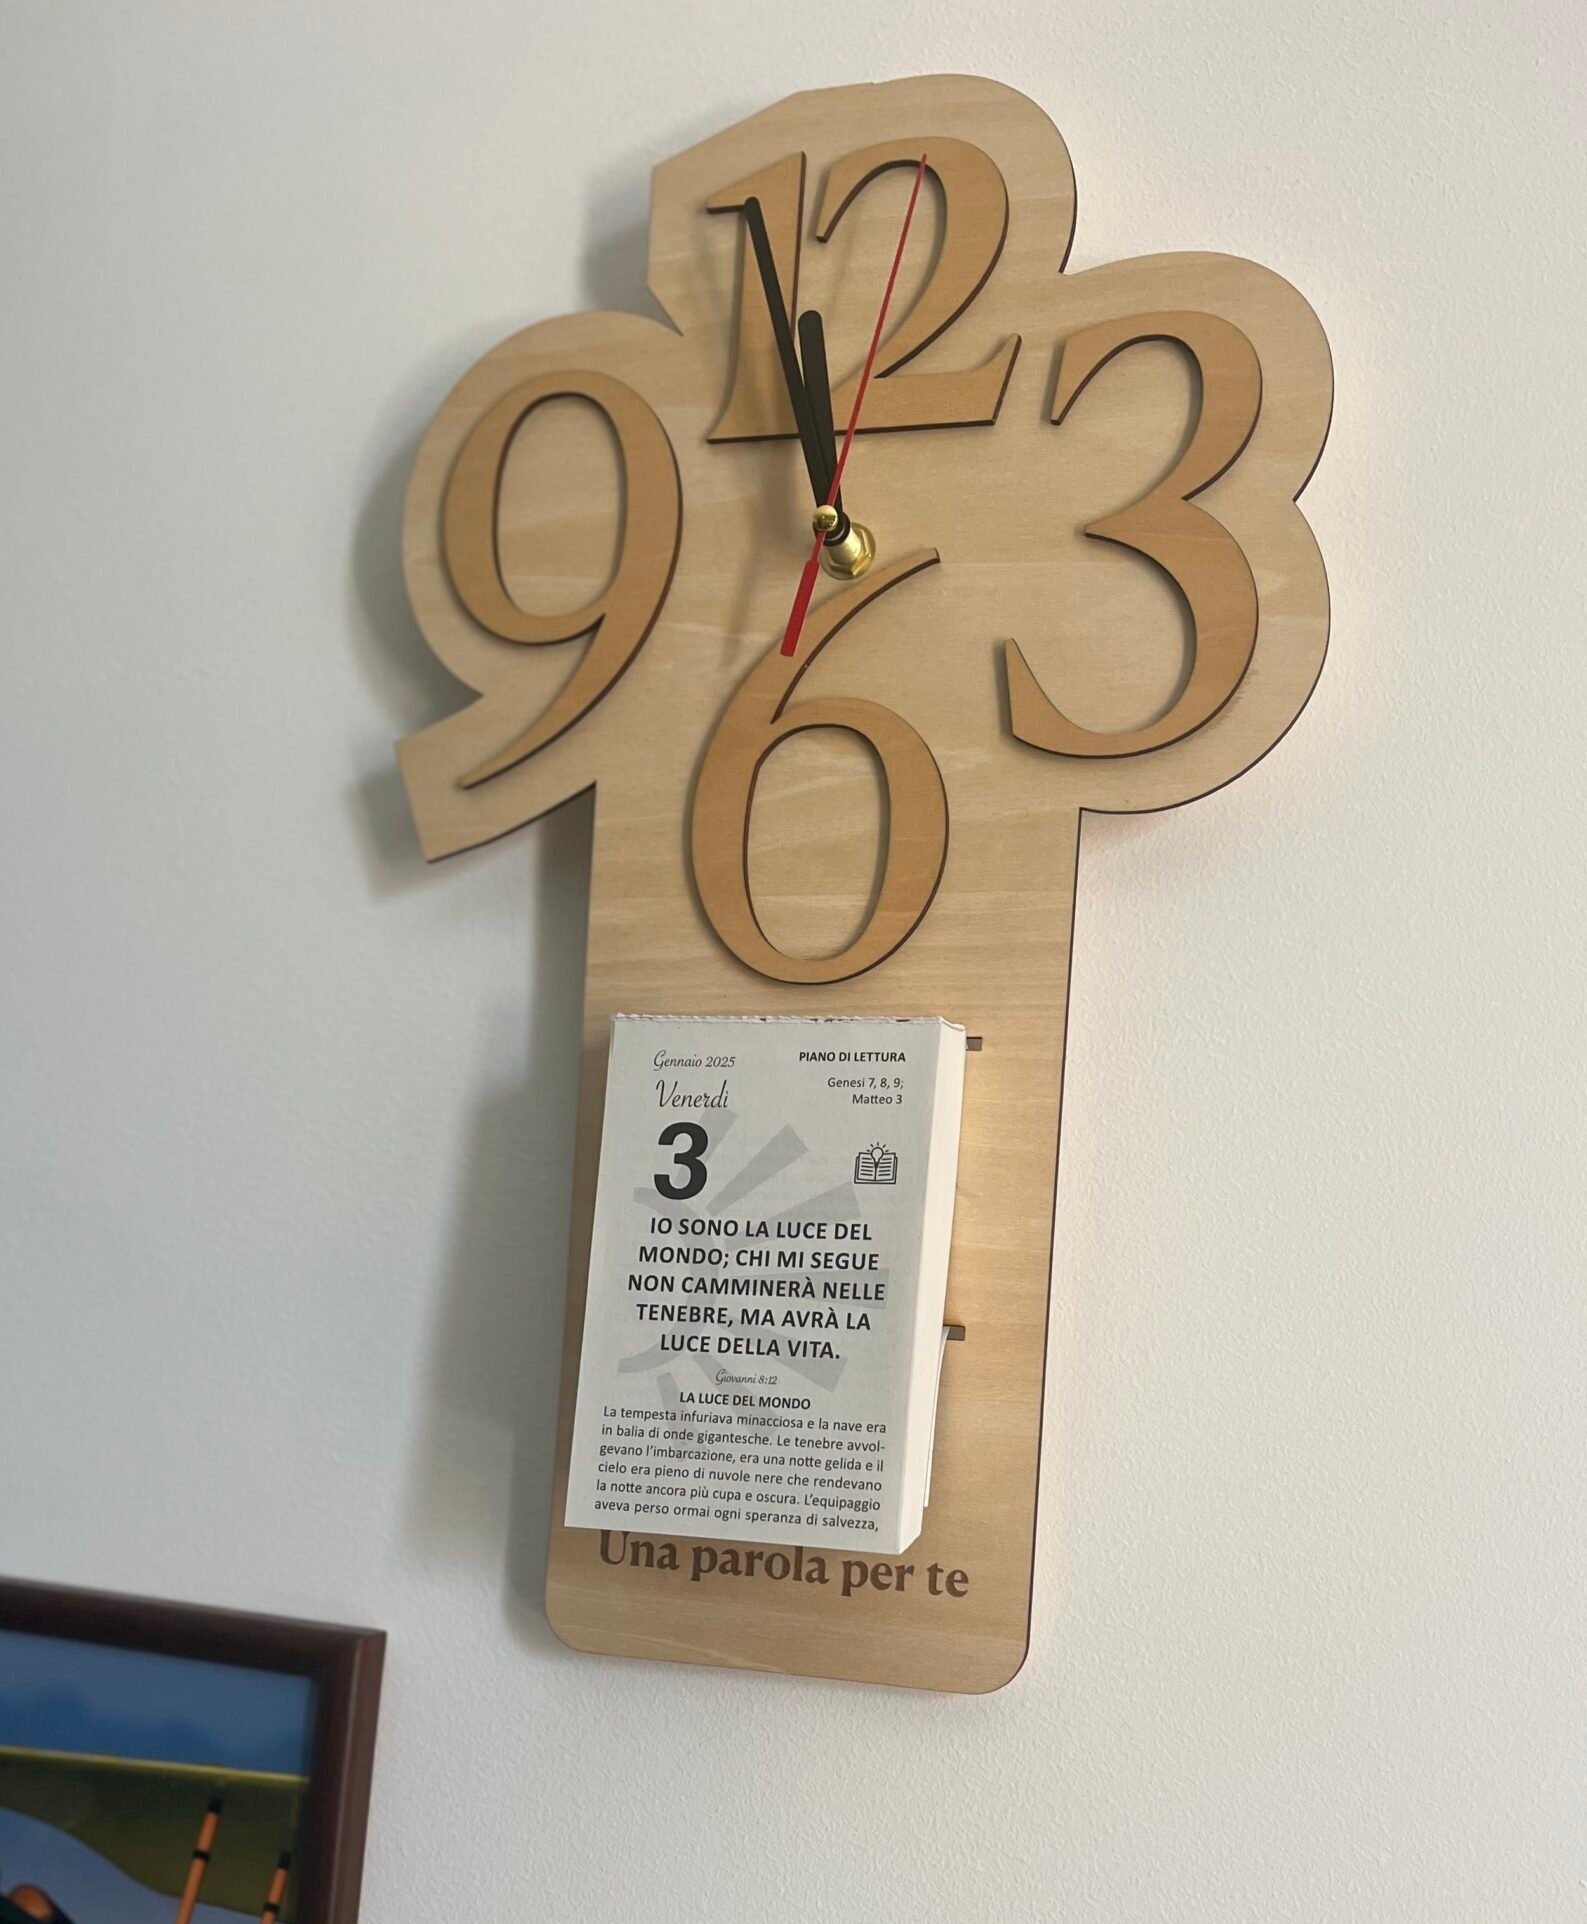 12
9
3
6
Gennaio 2025
Venerdì
3
PIANO DI LETTURA
Genesi 7, 8, 9;
Matteo 3
IO SONO LA LUCE DEL
MONDO; CHI MI SEGUE
NON CAMMINERÀ NELLE
TENEBRE, MA AVRÀ LA
LUCE DELLA VITA.
Giovanni 8:12
LA LUCE DEL MONDO
La tempesta infuriava minacciosa e la nave era
in balia di onde gigantesche. Le tenebre avvol-
gevano l'imbarcazione, era una notte gelida e il
cielo era pieno di nuvole nere che rendevano
la notte ancora più cupa e oscura. L'equipaggio
aveva perso ormai ogni speranza di salvezza,
Una parola per te